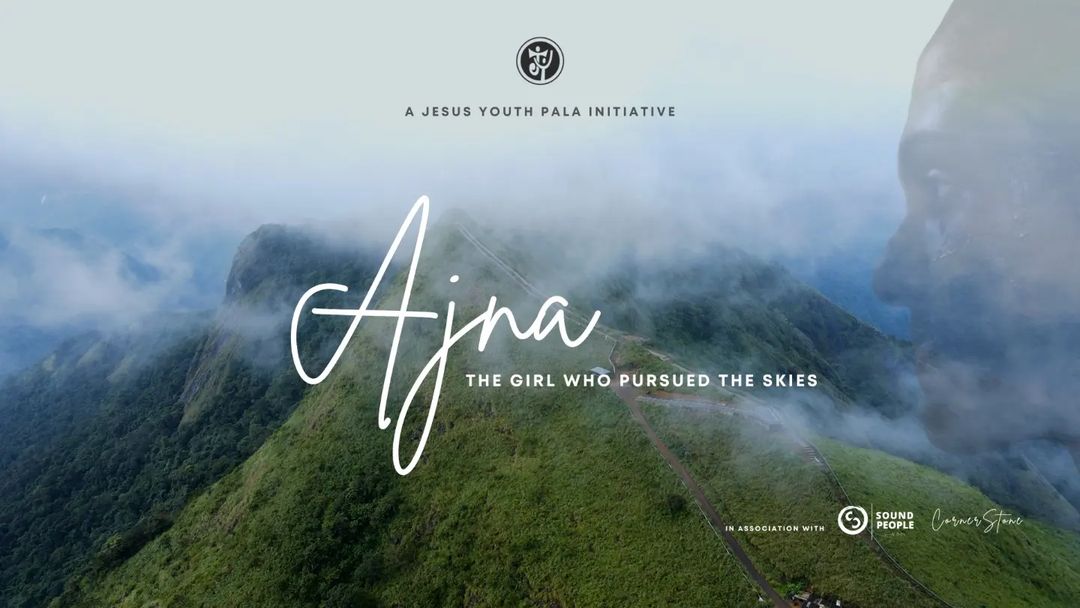 A JESUS YOUTH PALA INITIATIVE
Ajna
THE GIRL WHO PURSUED THE SKIES
IN ASSOCIATION WITH
SOUND
PEOPLE
CornerStone